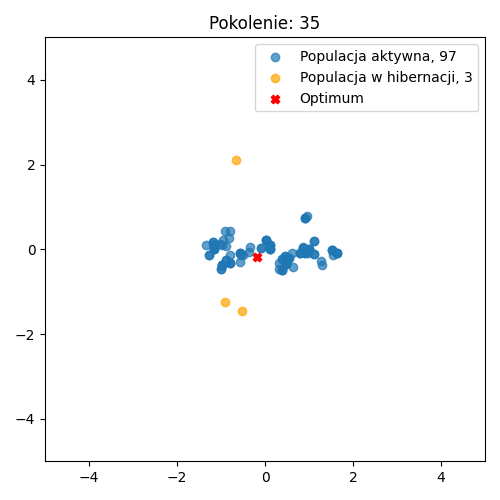 Pokolenie: 35
Populacja aktywna, 97
Populacja w hibernacji, 3
Optimum
4
2
0
−2
−4
−4 −2 0 2 4